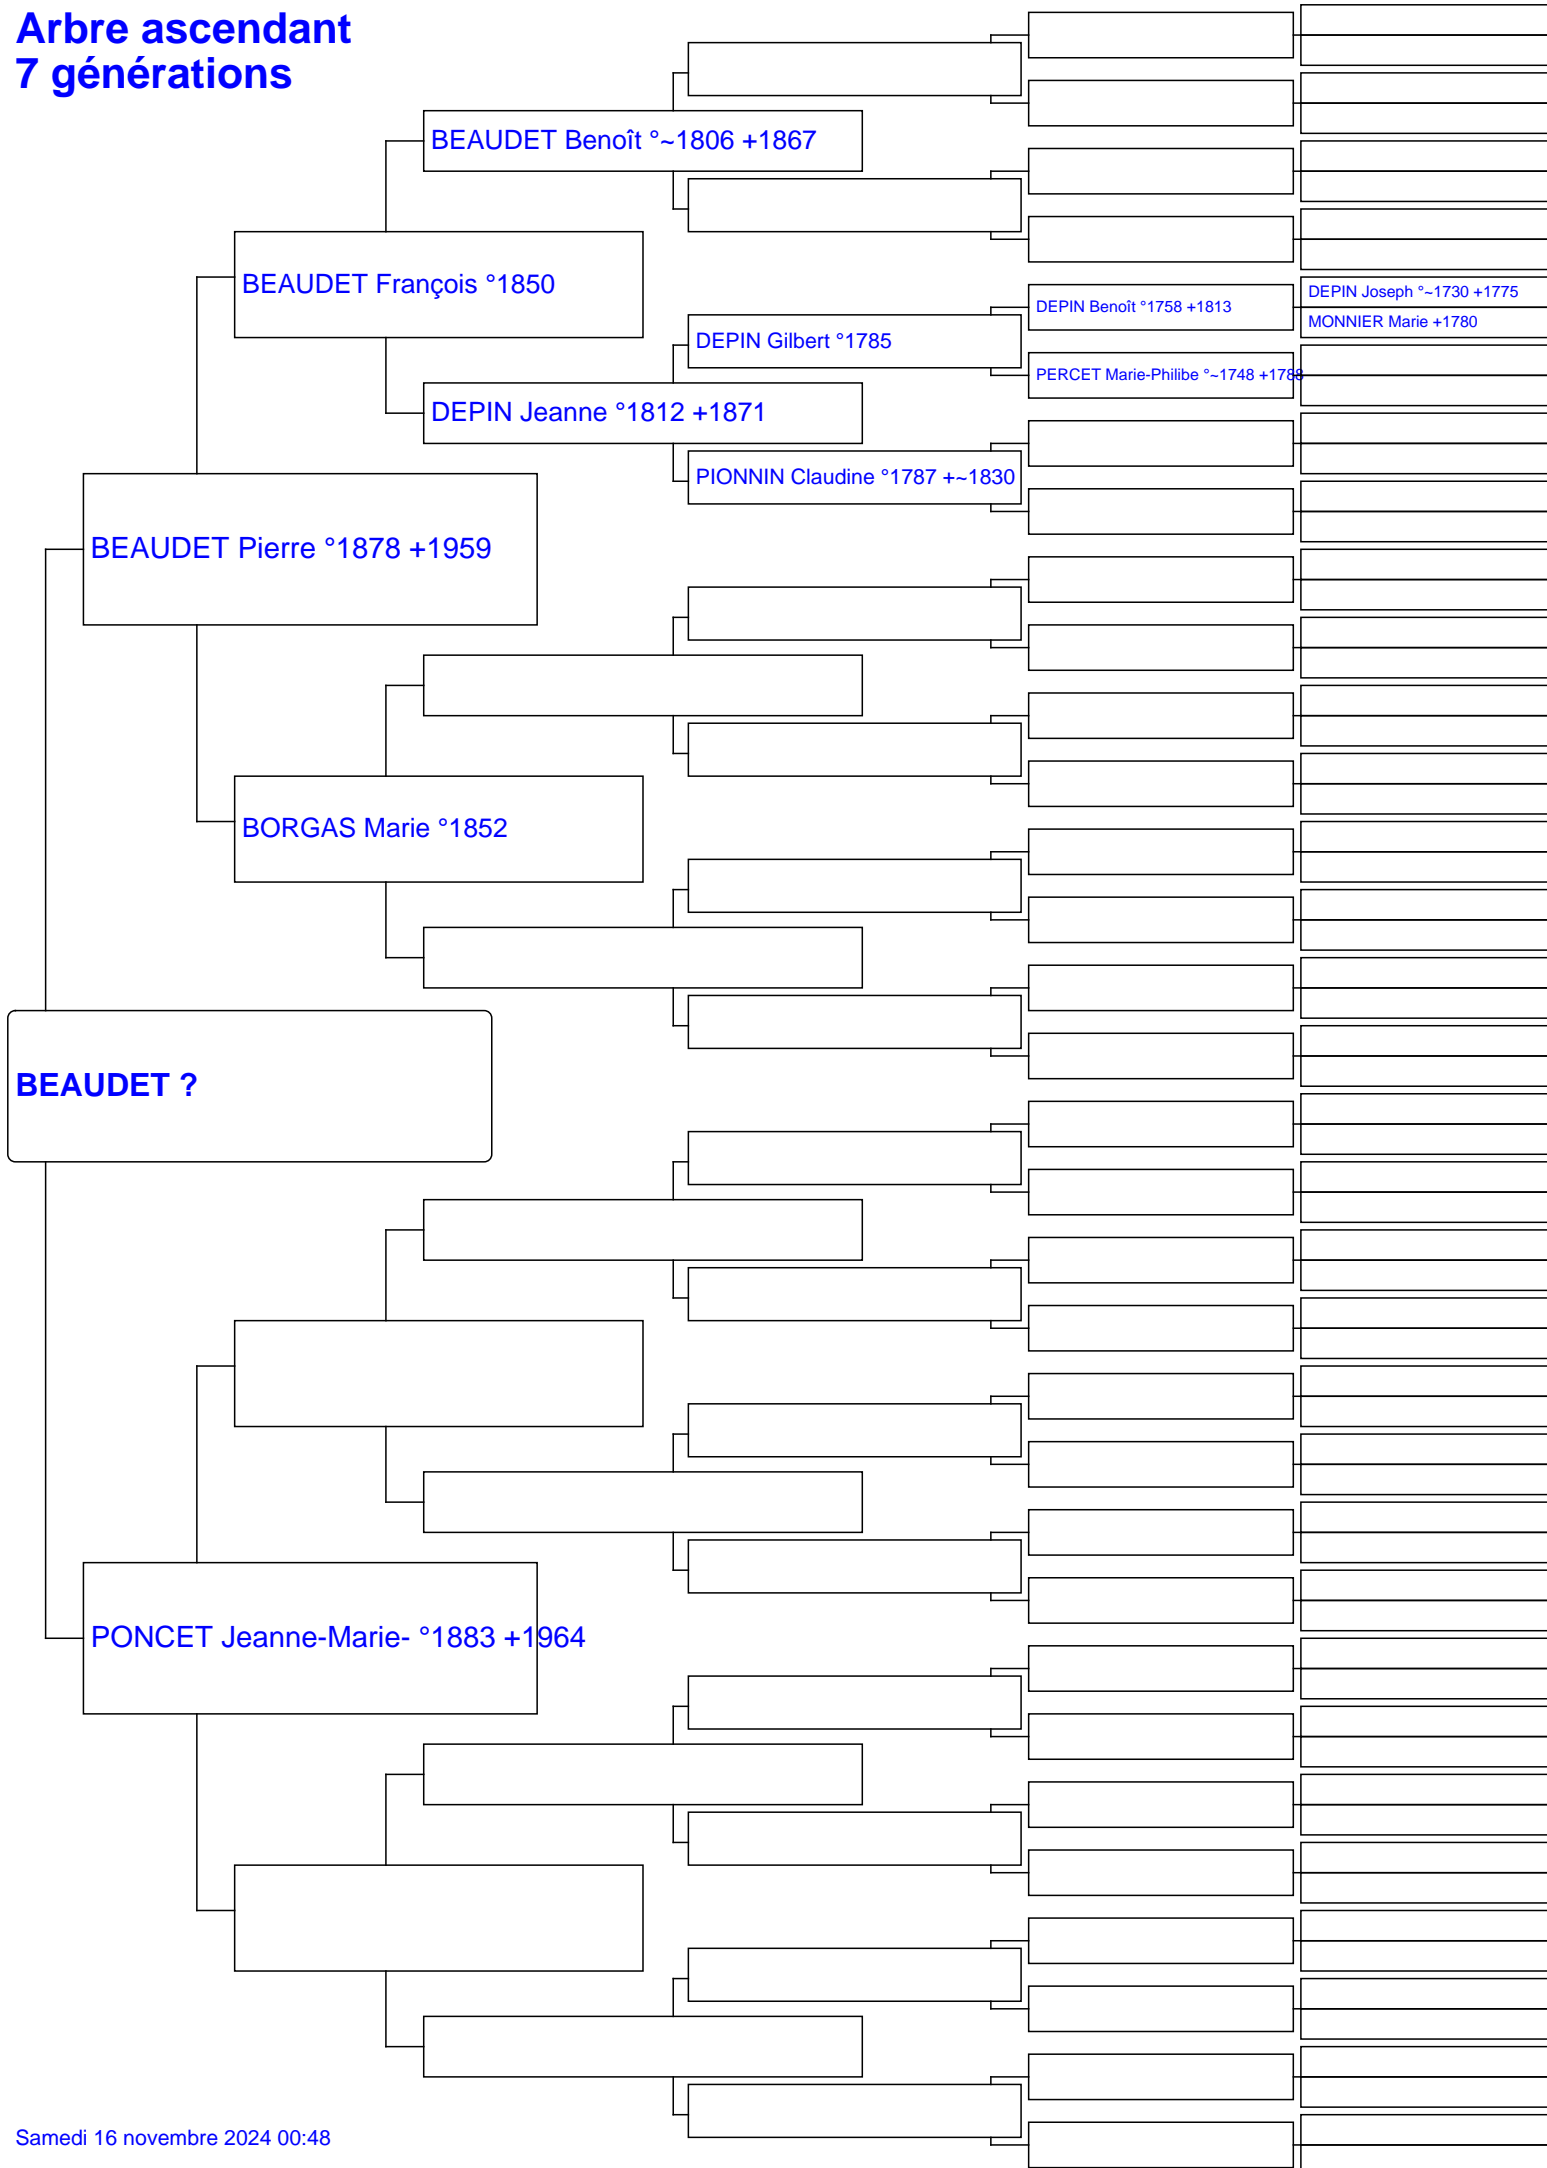 Arbre ascendant
7 générations
BEAUDET Benoît °~1806 +1867
BEAUDET François °1850
DEPIN Joseph °~1730 +1775
DEPIN Benoît °1758 +1813
MONNIER Marie +1780
DEPIN Gilbert °1785
PERCET Marie-Philibe °~1748 +1788
DEPIN Jeanne °1812 +1871
PIONNIN Claudine °1787 +~1830
BEAUDET Pierre °1878 +1959
BORGAS Marie °1852
BEAUDET ?
PONCET Jeanne-Marie- °1883 +1964
Samedi 16 novembre 2024 00:48